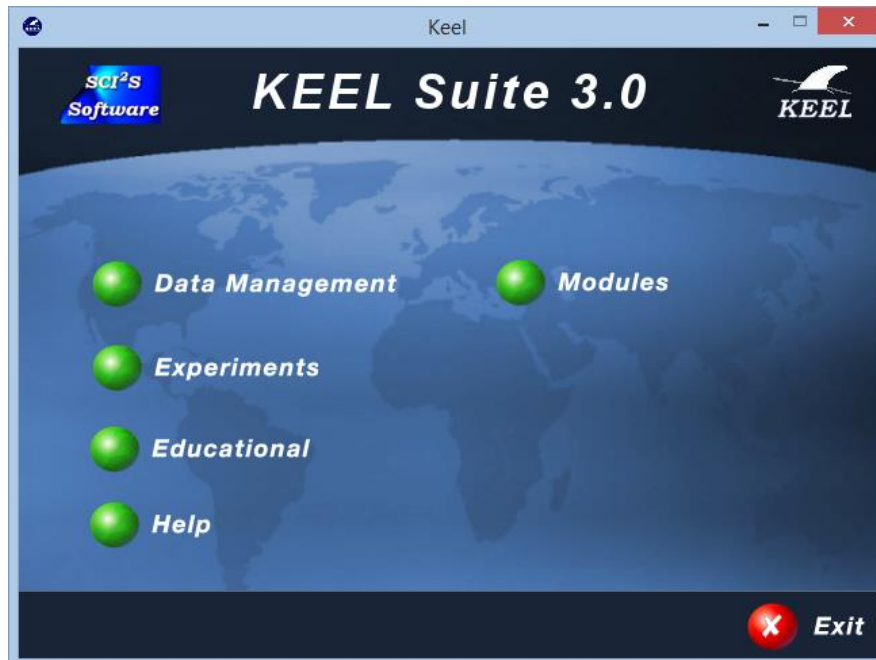 Keel
SCI²S
Software
KEEL Suite 3.0
KEEL
Data Management
Modules
Experiments
Educational
Help
Exit